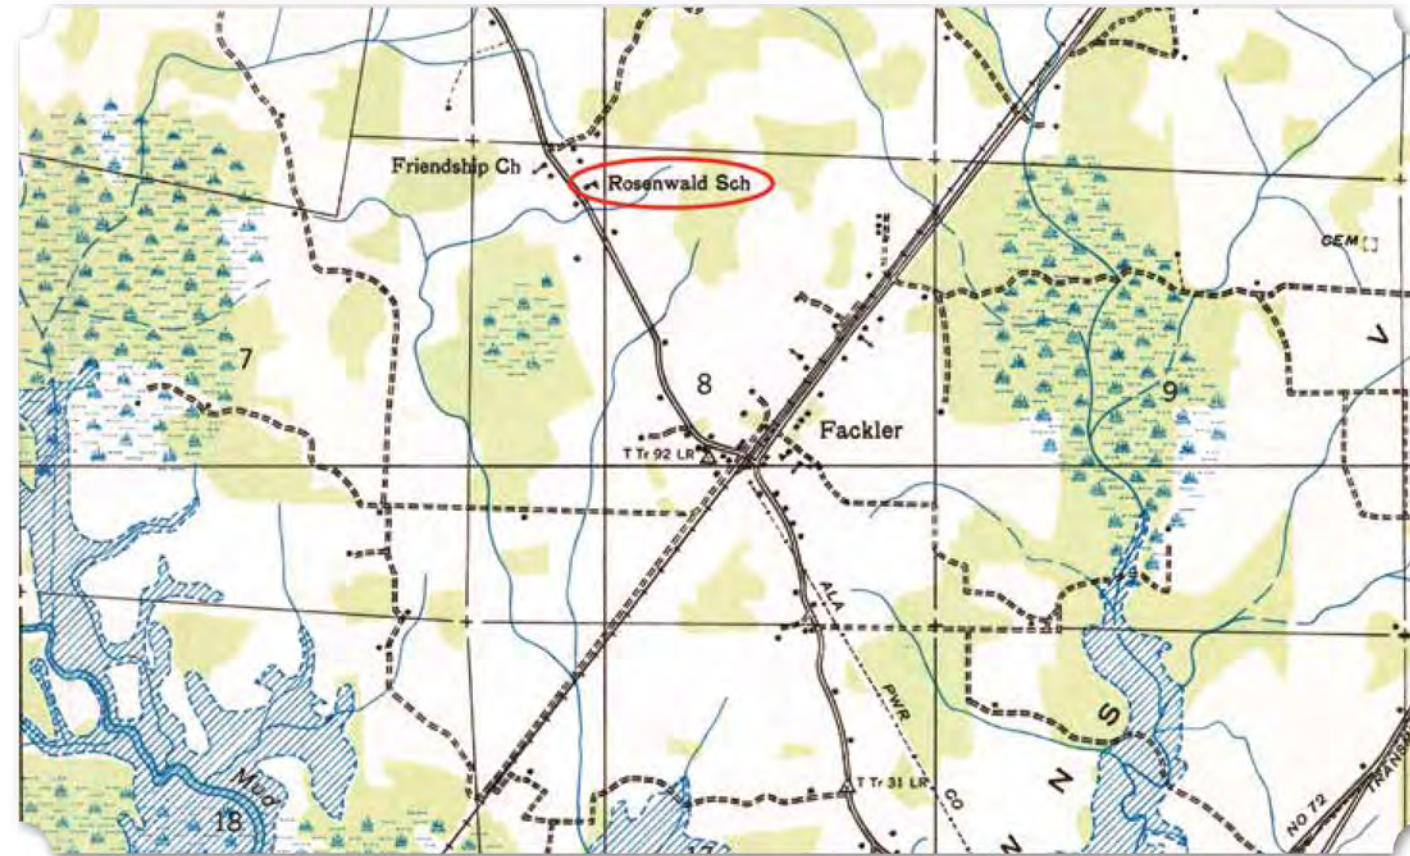 Friendship Ch
Rosenwald Sch
CEM
7
8
9
Fackler
T Tr 92 LR
ALA
PWR
CO
T Tr 31 LR
Mud
18
NO 72
V
S
N